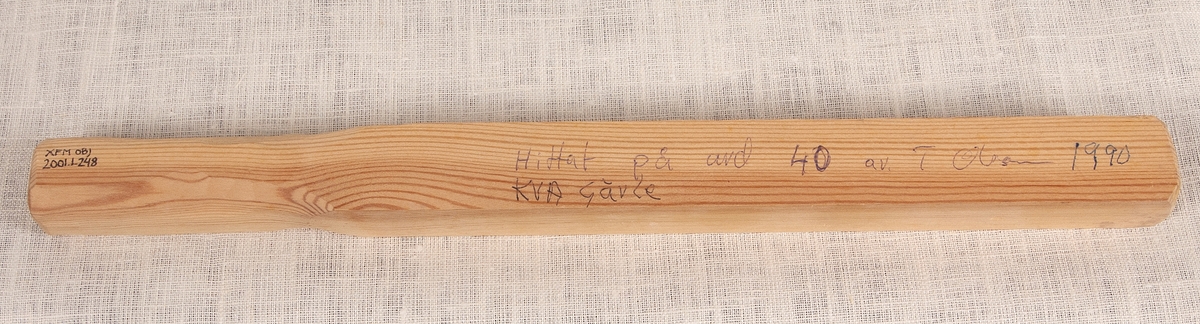 XFM OBJ
2001.1.248
Hittat på avd 40 av T Olsson 1990
KVA Gävle